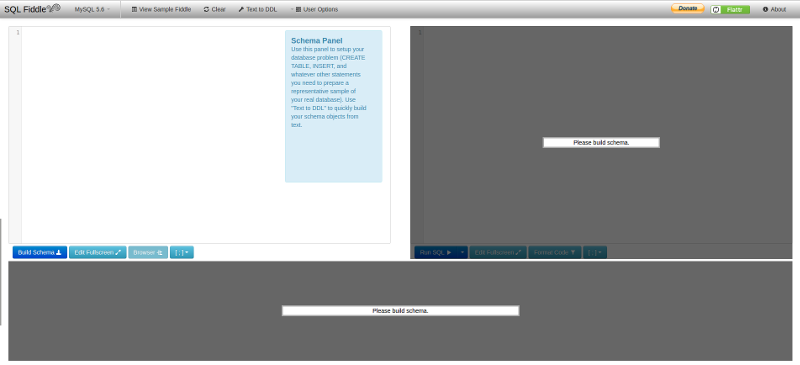 SQL Fiddle
MySQL 5.6
View Sample Fiddle
Clear
Text to DDL
User Options
Donate
Flattr
About
1
Schema Panel
Use this panel to setup your
database problem (CREATE
TABLE, INSERT, and
whatever other statements
you need to prepare a
representative sample of
your real database). Use
"Text to DDL" to quickly build
your schema objects from
text.
1
Please build schema.
Build Schema
Edit Fullscreen
Browser
[ ; ]
Run SQL
Edit Fullscreen
Format Code
[ ; ]
Please build schema.